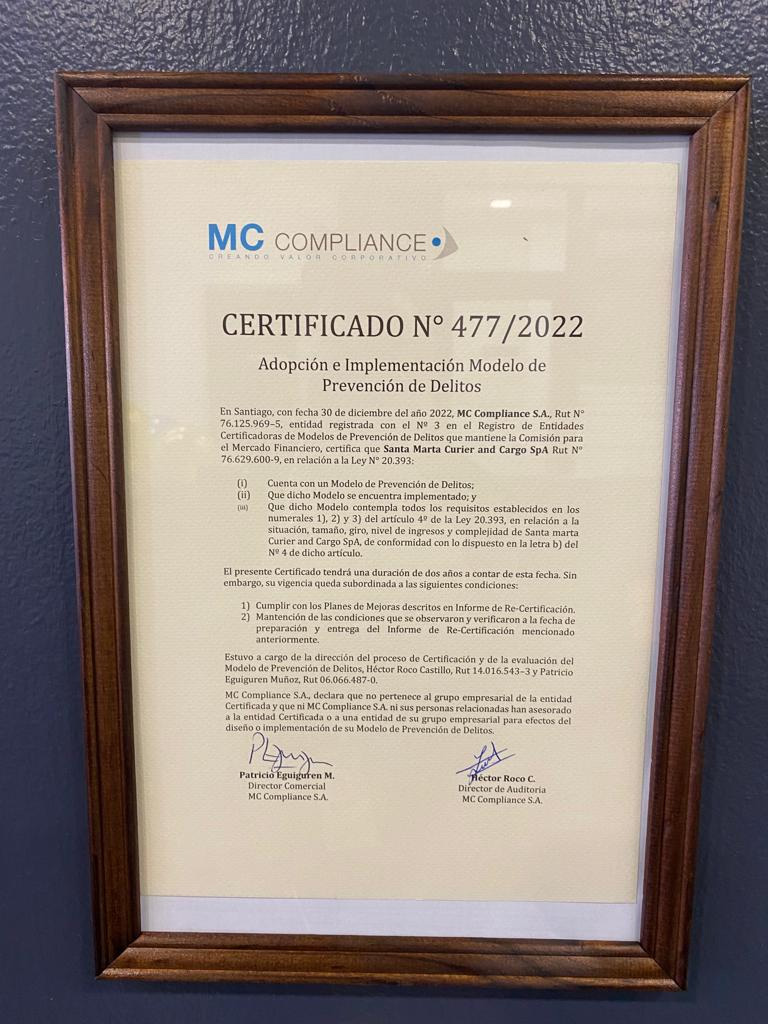 MC COMPLIANCE
CREANDO VALOR CORPORATIVO
CERTIFICADO N° 477/2022
Adopción e Implementación Modelo de
Prevención de Delitos
En Santiago, con fecha 30 de diciembre del año 2022, MC Compliance S.A., Rut N°
76.125.969–5, entidad registrada con el Nº 3 en el Registro de Entidades
Certificadoras de Modelos de Prevención de Delitos que mantiene la Comisión para
el Mercado Financiero, certifica que Santa Marta Curier and Cargo SpA Rut N°
76.629.600-9, en relación a la Ley N° 20.393:
(i) Cuenta con un Modelo de Prevención de Delitos;
(ii) Que dicho Modelo se encuentra implementado; y
(iii) Que dicho Modelo contempla todos los requisitos establecidos en los
numerales 1), 2) y 3) del artículo 4º de la Ley 20.393, en relación a la
situación, tamaño, giro, nivel de ingresos y complejidad de Santa marta
Curier and Cargo SpA, de conformidad con lo dispuesto en la letra b) del
Nº 4 de dicho artículo.
El presente Certificado tendrá una duración de dos años a contar de esta fecha. Sin
embargo, su vigencia queda subordinada a las siguientes condiciones:
1) Cumplir con los Planes de Mejoras descritos en Informe de Re-Certificación.
2) Mantención de las condiciones que se observaron y verificaron a la fecha de
preparación y entrega del Informe de Re-Certificación mencionado
anteriormente.
Estuvo a cargo de la dirección del proceso de Certificación y de la evaluación del
Modelo de Prevención de Delitos, Héctor Roco Castillo, Rut 14.016.543–3 y Patricio
Eguiguren Muñoz, Rut 06.066.487-0.
MC Compliance S.A., declara que no pertenece al grupo empresarial de la entidad
Certificada y que ni MC Compliance S.A. ni sus personas relacionadas han asesorado
a la entidad Certificada o a una entidad de su grupo empresarial para efectos del
diseño o implementación de su Modelo de Prevención de Delitos.
Patricio Eguiguren M.
Director Comercial
MC Compliance S.A.
Héctor Roco C.
Director de Auditoría
MC Compliance S.A.